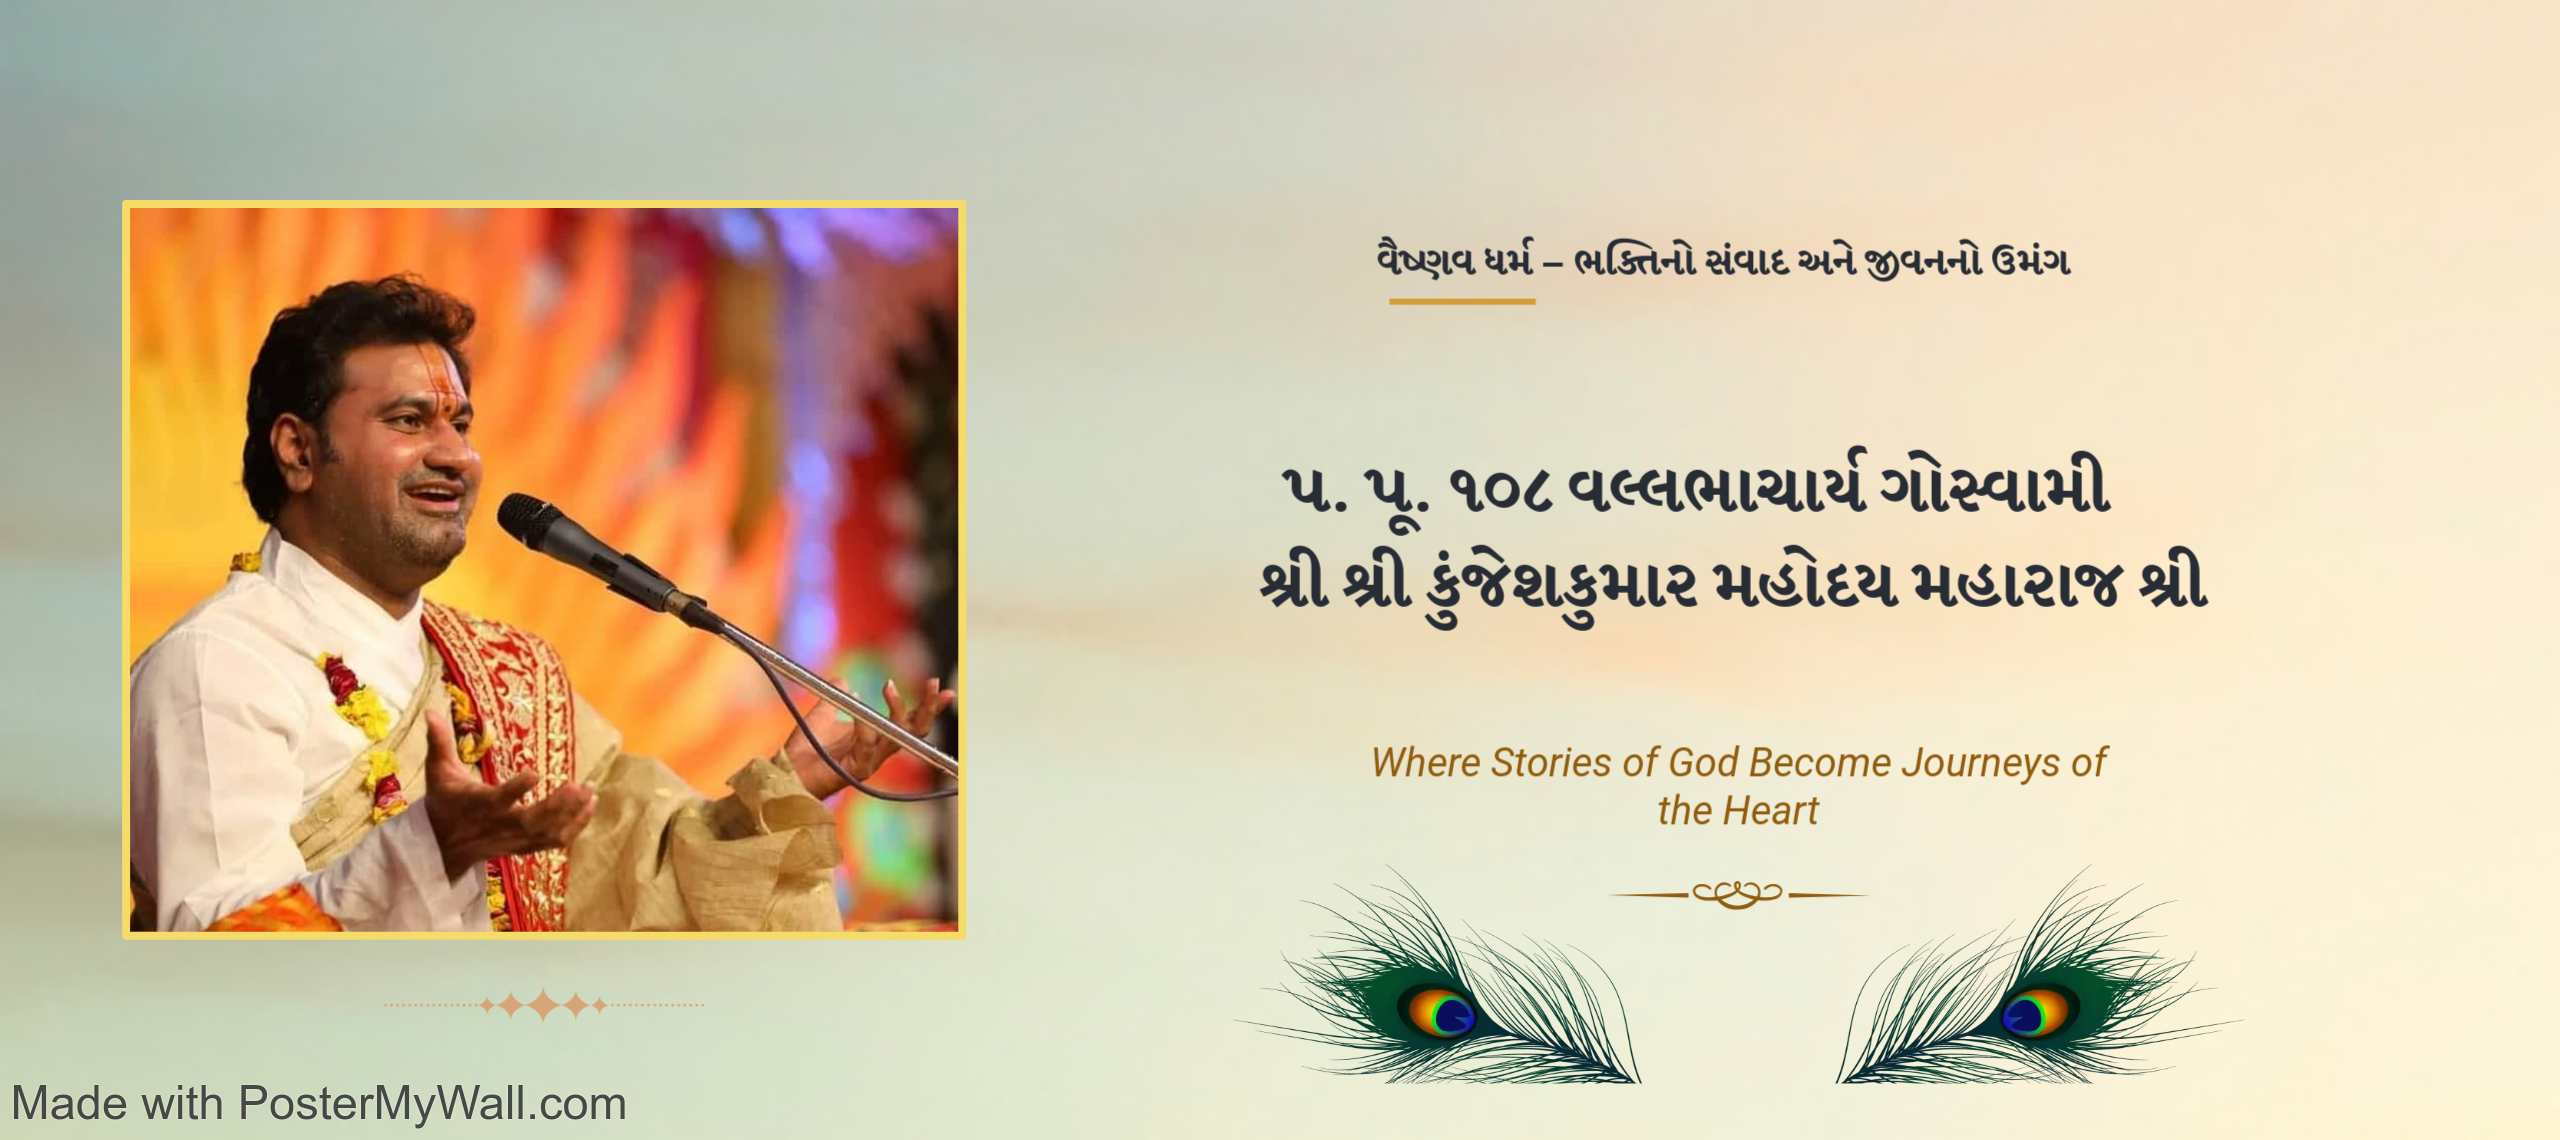 વૈષ્ણવ ધર્મ – ભક્તિનો સંવાદ અને જીવનનો ઉમંગ
પ. પૂ. ૧૦૮ વલ્લભાચાર્ય ગોસ્વામી
શ્રી શ્રી કુંજેશકુમાર મહોદય મહારાજ શ્રી
Where Stories of God Become Journeys of
the Heart
Made with PosterMyWall.com